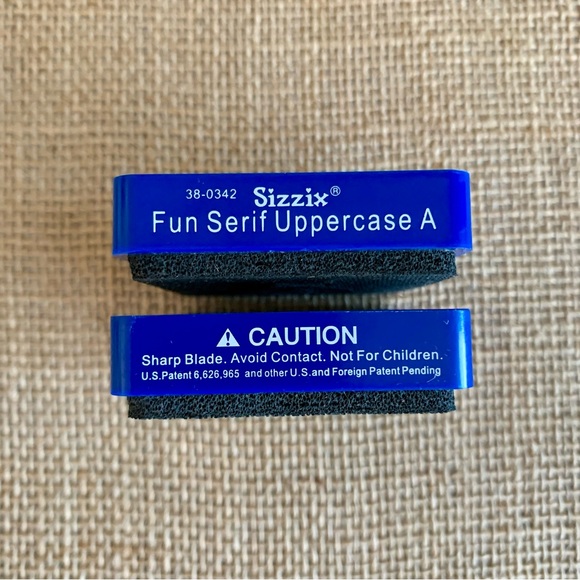 38-0342 Sizzix®
Fun Serif Uppercase A
⚠ CAUTION
Sharp Blade. Avoid Contact. Not For Children.
U.S.Patent 6,626,965 and other U.S.and Foreign Patent Pending